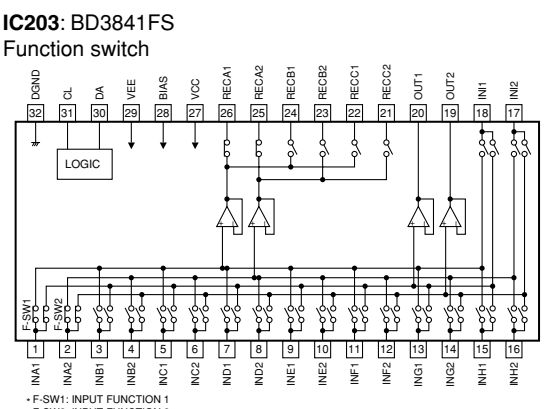 IC203: BD3841FS
Function switch
DGND CL DA VEE BIAS VCC RECA1 RECA2 RECB1 RECB2 RECC1 RECC2 OUT1 OUT2 INI1 INI2
32 31 30 29 28 27 26 25 24 23 22 21 20 19 18 17
LOGIC
+ - + - + - + -
F-SW1 F-SW2
1 2 3 4 5 6 7 8 9 10 11 12 13 14 15 16
INA1 INA2 INB1 INB2 INC1 INC2 IND1 IND2 INE1 INE2 INF1 INF2 ING1 ING2 INH1 INH2
* F-SW1: INPUT FUNCTION 1